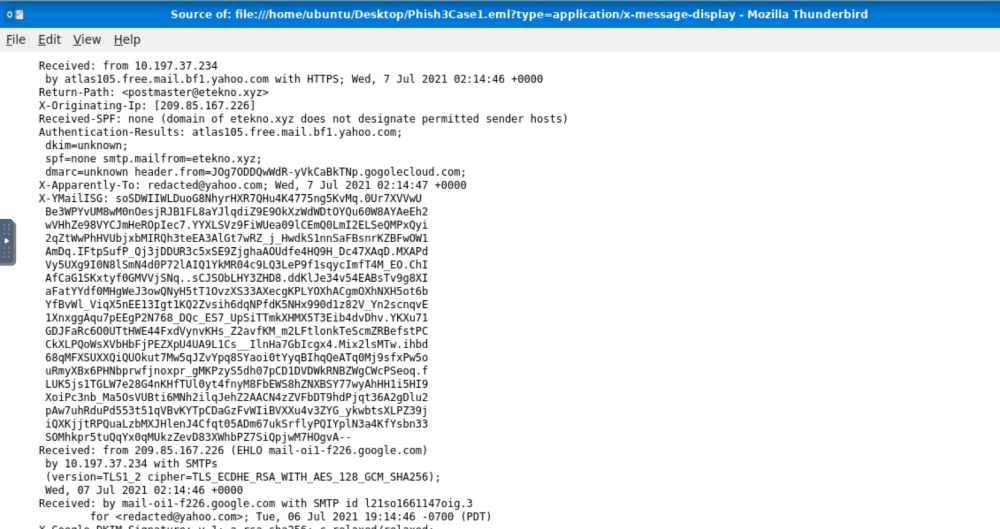 Source of: file:///home/ubuntu/Desktop/Phish3Case1.eml?type=application/x-message-display - Mozilla Thunderbird
File Edit View Help
Received: from 10.197.37.234
by atlas105.free.mail.bf1.yahoo.com with HTTPS; Wed, 7 Jul 2021 02:14:46 +0000
Return-Path: <postmaster@etekno.xyz>
X-Originating-Ip: [209.85.167.226]
Received-SPF: none (domain of etekno.xyz does not designate permitted sender hosts)
Authentication-Results: atlas105.free.mail.bf1.yahoo.com;
dkim=unknown;
spf=none smtp.mailfrom=etekno.xyz;
dmarc=unknown header.from=JOg7ODDQwWdR-yVkCaBkTNp.gogolecloud.com;
X-Apparently-To: redacted@yahoo.com; Wed, 7 Jul 2021 02:14:47 +0000
X-YMailISG: soSDWIIWLDuoG8NhyrHXR7QHu4K4775ng5KvMq.0Ur7XVVwU
Be3WPYvUM8wM0nOesjRJB1FL8aYJlqdiZ9E9OkXzWdWDtOYQu60W8AYAeEh2
wVHhZe98VYCJmHeROpIec7.YYXLSVz9FiWUea09lCEmQ0LmI2ELSeQMPxQyi
2qZtWwPhHVUbjxbMIRQh3teEA3AlGt7wRZ_j_HwdkS1nnSaFBsnrKZBFwOW1
AmDq.IFtpSufP_Qj3jDDUR3c5xSE9ZjghaAOUdfe4HQ9H_Dc47XAqD.MXAPd
Vy5UXg9I0N8lSmN4d0P72lAIQ1YkMR04c9LQ3LeP9f1sqycImfT4M_EO.ChI
AfCaG1SKxtyf0GMVVjSNq..sCJSObLHY3ZHD8.ddKlJe34v54EABsTv9g8XI
aFatYYdf0MHgWeJ3owQNyH5tT1OvzXS33AXecgKPLYOXhACgmOXhNXH5ot6b
YfBvWl_ViqX5nEE13Igt1KQ2Zvsih6dqNPfdK5NHx990d1z82V_Yn2scnqvE
1XnxggAqu7pEEgP2N768_DQc_ES7_UpSiTTmkXHMX5T3Eib4dvDhv.YKXu71
GDJFaRc6O0UTtHWE44FxdVynvKHs_Z2avfKM_m2LFtlonkTeScmZRBefstPC
CkXLPQoWsXVbHbFjPEZXpU4UA9L1Cs__IlnHa7GbIcgx4.Mix2lsMTw.ihbd
68qMFXSUXXQiQUOkut7Mw5qJZvYpq8SYaoi0tYyqBIhqQeATq0Mj9sfxPw5o
uRmyXBx6PHNbprwfjnoxpr_gMKPzyS5dh07pCD1DVDWkRNBZWgCWcPSeoq.f
LUK5js1TGLW7e28G4nKHfTUl0yt4fnyM8FbEWS8hZNXBSY77wyAhHH1i5HI9
XoiPc3nb_Ma5OsVUBti6MNh2ilqJehZ2AACN4zZVFbDT9hdPjqt36A2gDlu2
pAw7uhRduPd553t51qVBvKYTpCDaGzFvWIiBVXXu4v3ZYG_ykwbtsXLPZ39j
iQXKjjtRPQuaLzbMXJHlenJ4Cfqt05ADm67ukSrflyPQIYplN3a4KfYsbn33
SOMhkpr5tuQqYx0qMUkzZevD83XWhbPZ7SiQpjwM7HOgvA--
Received: from 209.85.167.226 (EHLO mail-oi1-f226.google.com)
by 10.197.37.234 with SMTPs
(version=TLS1_2 cipher=TLS_ECDHE_RSA_WITH_AES_128_GCM_SHA256);
Wed, 07 Jul 2021 02:14:46 +0000
Received: by mail-oi1-f226.google.com with SMTP id l21so1661147oig.3
for <redacted@yahoo.com>; Tue, 06 Jul 2021 19:14:46 -0700 (PDT)